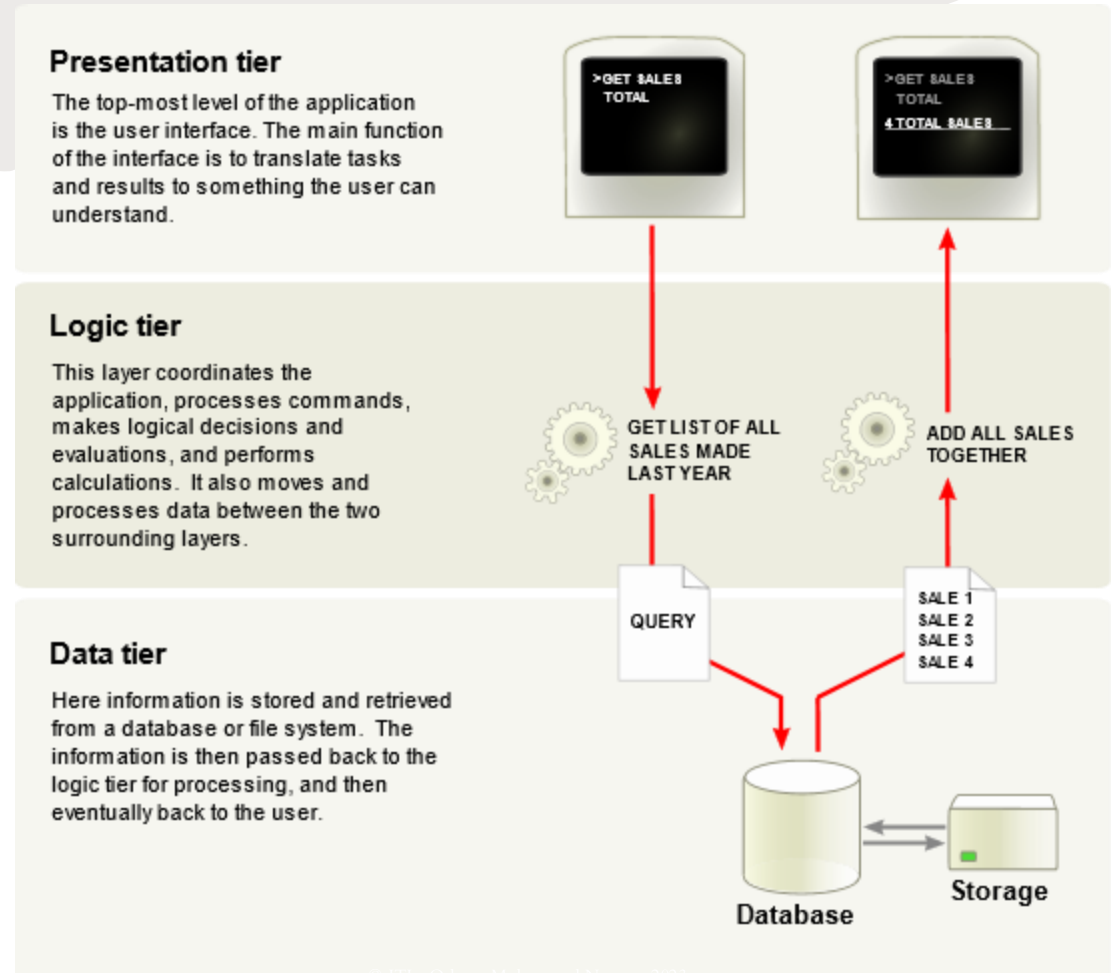 Presentation tier
The top-most level of the application
is the user interface. The main function
of the interface is to translate tasks
and results to something the user can
understand.
>GET SALES
TOTAL
>GET SALES
TOTAL
4 TOTAL SALES
Logic tier
This layer coordinates the
application, processes commands,
makes logical decisions and
evaluations, and performs
calculations. It also moves and
processes data between the two
surrounding layers.
GET LIST OF ALL
SALES MADE
LAST YEAR
ADD ALL SALES
TOGETHER
Data tier
Here information is stored and retrieved
from a database or file system. The
information is then passed back to the
logic tier for processing, and then
eventually back to the user.
QUERY
SALE 1
SALE 2
SALE 3
SALE 4
Database
Storage